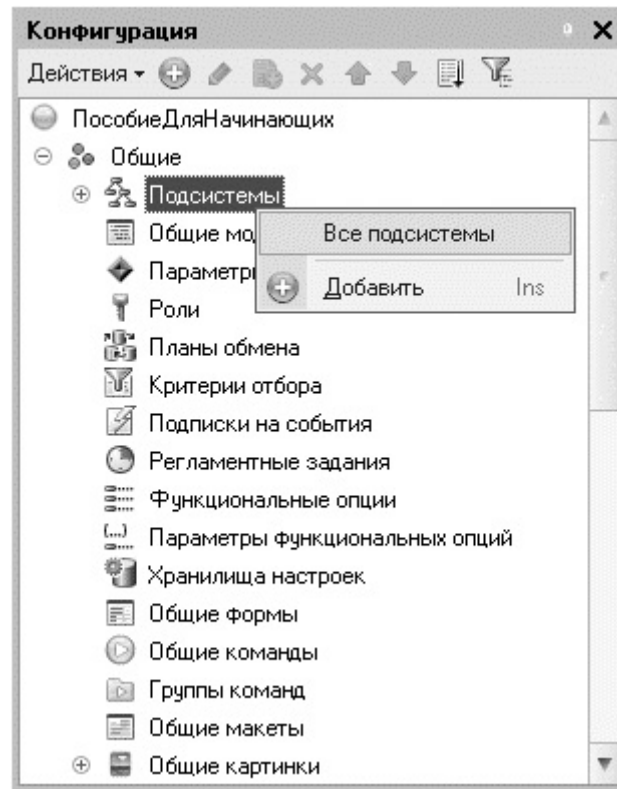 Конфигурация
Действия
ПособиеДляНачинающих
Общие
Подсистемы
Общие мо
Все подсистемы
Параметр
Добавить Ins
Роли
Планы обмена
Критерии отбора
Подписки на события
Регламентные задания
Функциональные опции
Параметры функциональных опций
Хранилища настроек
Общие формы
Общие команды
Группы команд
Общие макеты
Общие картинки